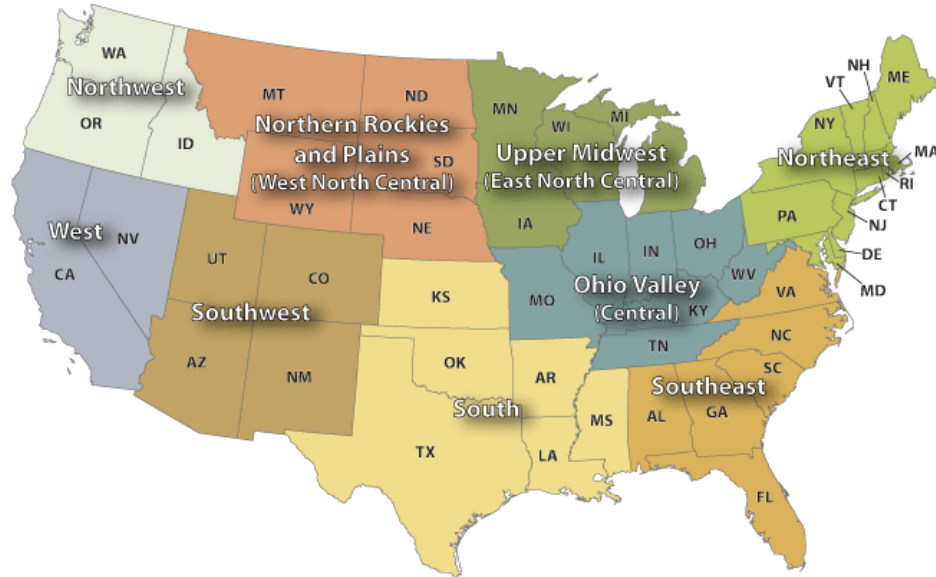 WA
Northwest
OR
ID
MT
ND
Northern Rockies
and Plains
(West North Central)
SD
WY
NE
MN
WI
MI
Upper Midwest
(East North Central)
IA
NH
VT
ME
NY
Northeast
MA
RI
CT
PA
NJ
DE
MD
West
NV
CA
UT
CO
Southwest
AZ
NM
KS
OK
AR
South
TX
LA
MS
IL
IN
OH
WV
Ohio Valley
(Central)
MO
KY
TN
VA
NC
SC
Southeast
AL
GA
FL